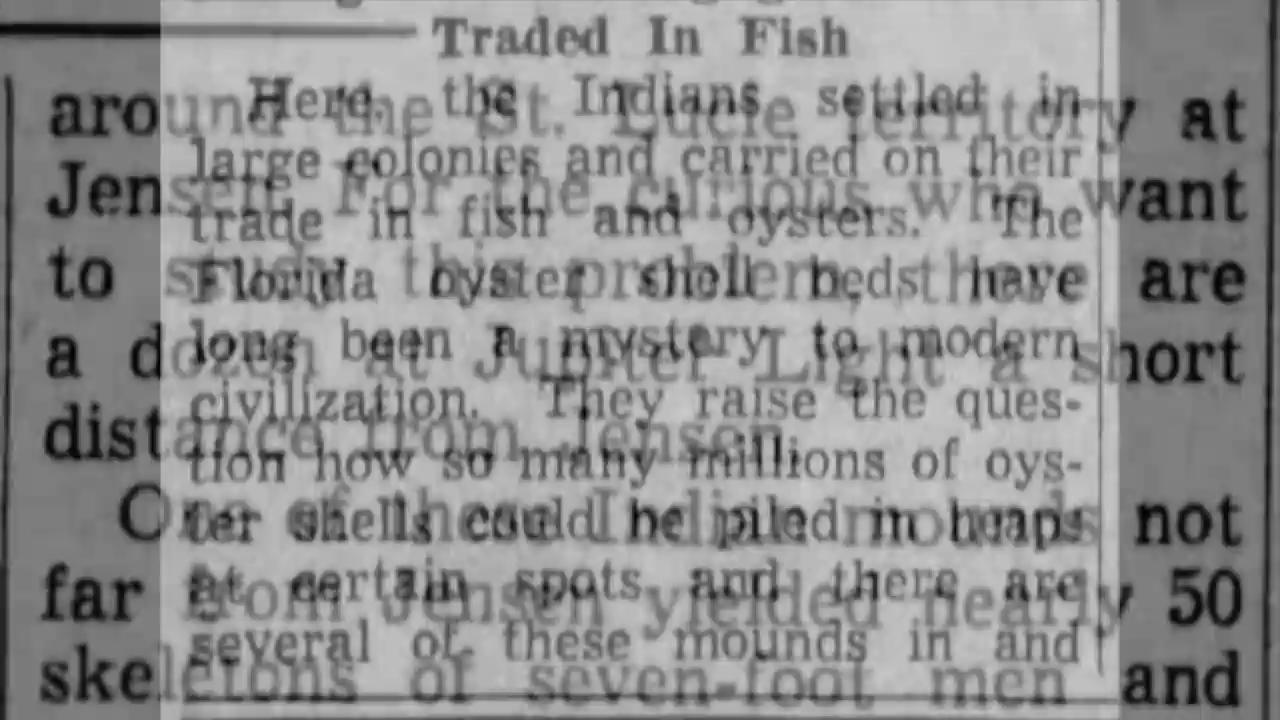 Traded In Fish
Here, the Indians settled in
large colonies and carried on their
trade in fish and oysters. The
Florida oyster shell beds have
long been a mystery to modern
civilization. They raise the ques-
tion how so many millions of oys-
ter shells could be piled in heaps
at certain spots and there are
several of these mounds in and
around the St. Lucie territory at
Jensen. For the curious who want
to study this problem there are
a dozen at Jupiter Light a short
distance from Jensen.
One of these Indian mounds not
far from Jensen yielded nearly 50
skeletons of seven-foot men and